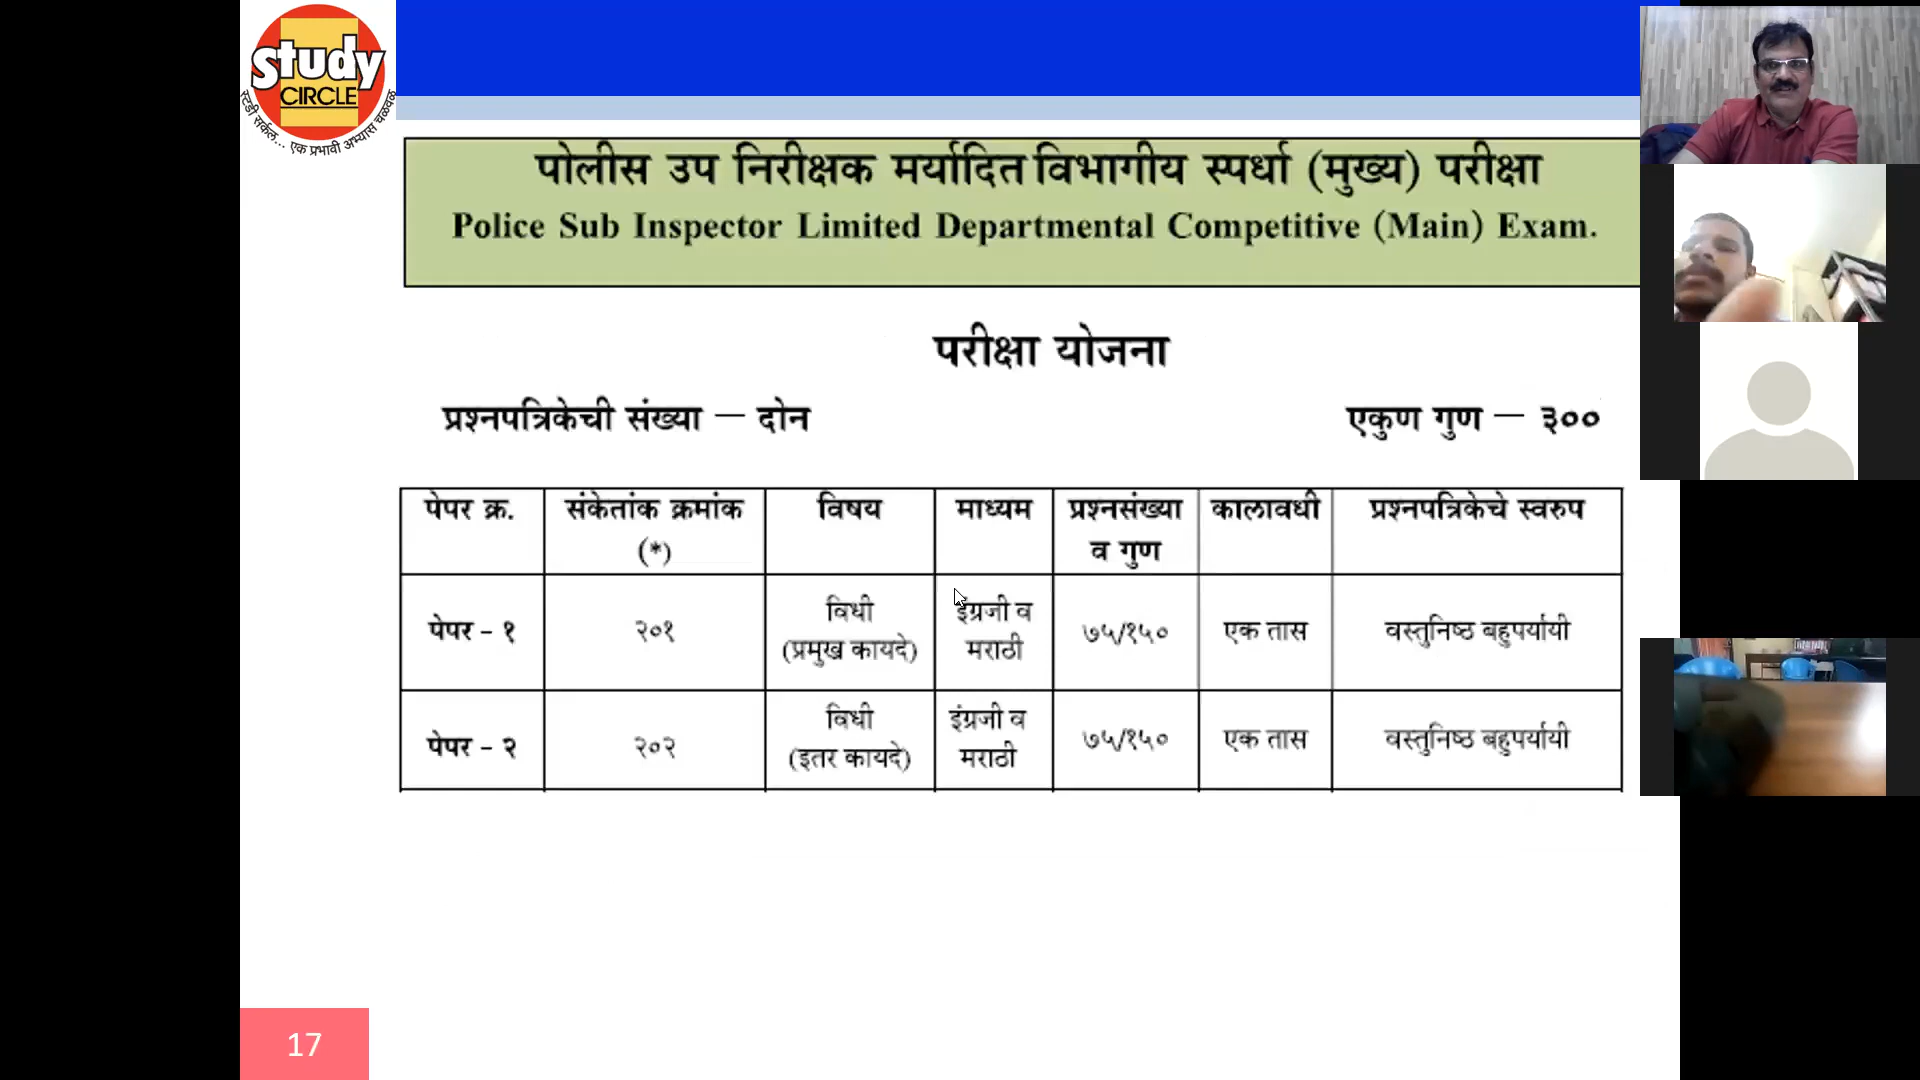 study
CIRCLE
स्टडी सर्कल... एक प्रभावी अभ्यास चळवळ
पोलीस उप निरीक्षक मर्यादित विभागीय स्पर्धा (मुख्य) परीक्षा
Police Sub Inspector Limited Departmental Competitive (Main) Exam.
परीक्षा योजना
प्रश्नपत्रिकेची संख्या — दोन
एकुण गुण — ३००
पेपर क्र. संकेतांक क्रमांक (*) विषय माध्यम प्रश्नसंख्या व गुण कालावधी प्रश्नपत्रिकेचे स्वरुप
पेपर - १ २०१ विधी (प्रमुख कायदे) इंग्रजी व मराठी ७५/१५० एक तास वस्तुनिष्ठ बहुपर्यायी
पेपर - २ २०२ विधी (इतर कायदे) इंग्रजी व मराठी ७५/१५० एक तास वस्तुनिष्ठ बहुपर्यायी
17